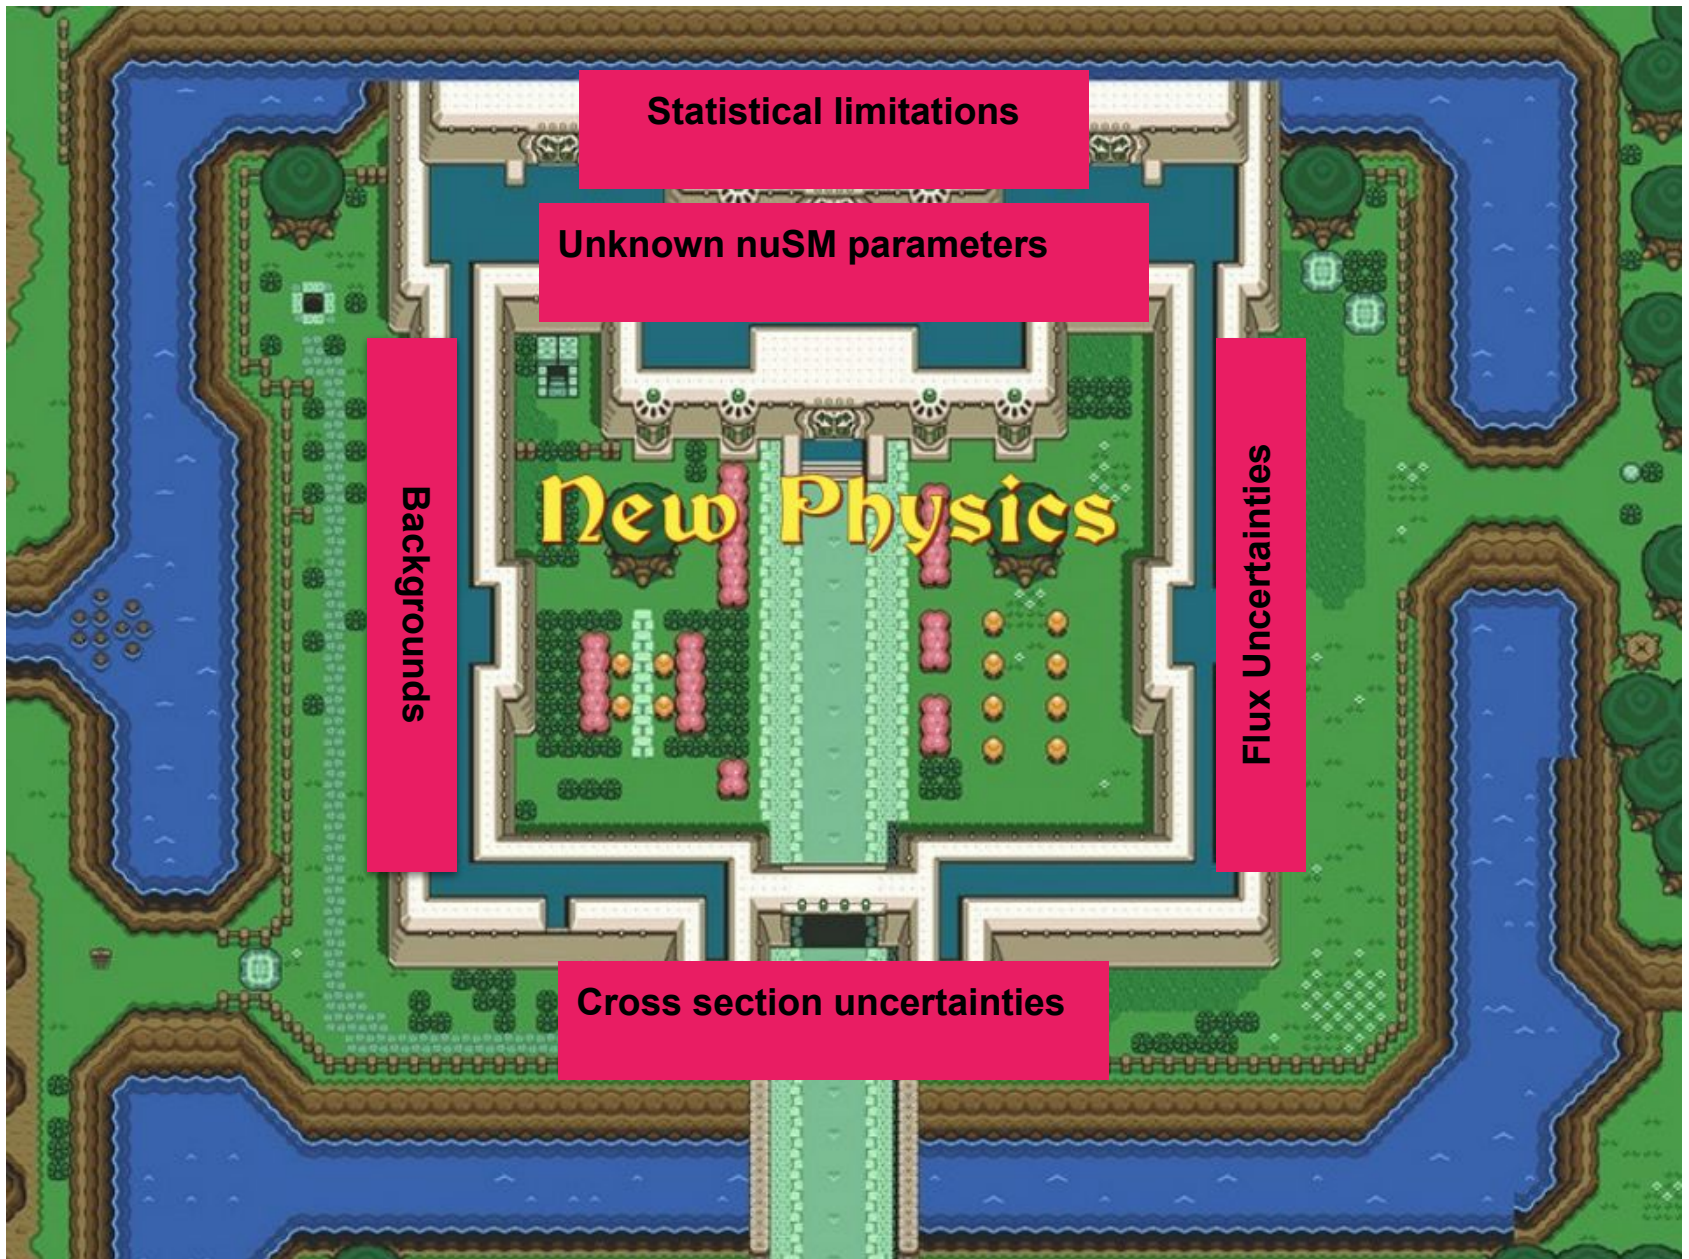 Statistical limitations
Unknown nuSM parameters
Backgrounds
New Physics
Flux Uncertainties
Cross section uncertainties